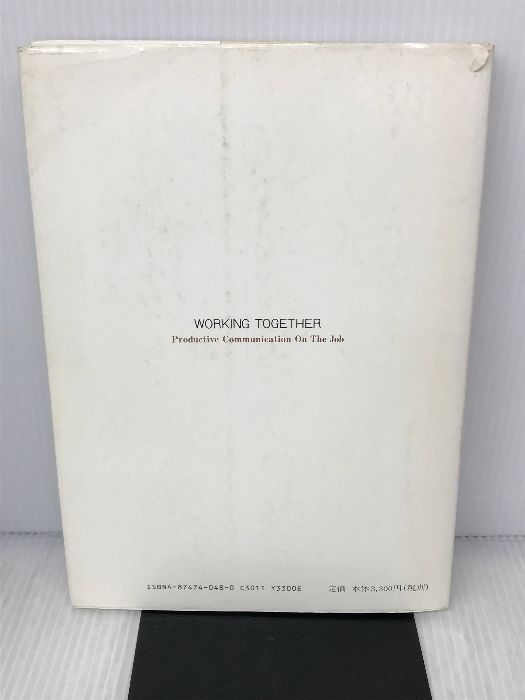 WORKING TOGETHER
Productive Communication On The Job
ISBN4-87474-048-0 C3011 Y3300E 定価 本体3,300円(税別)